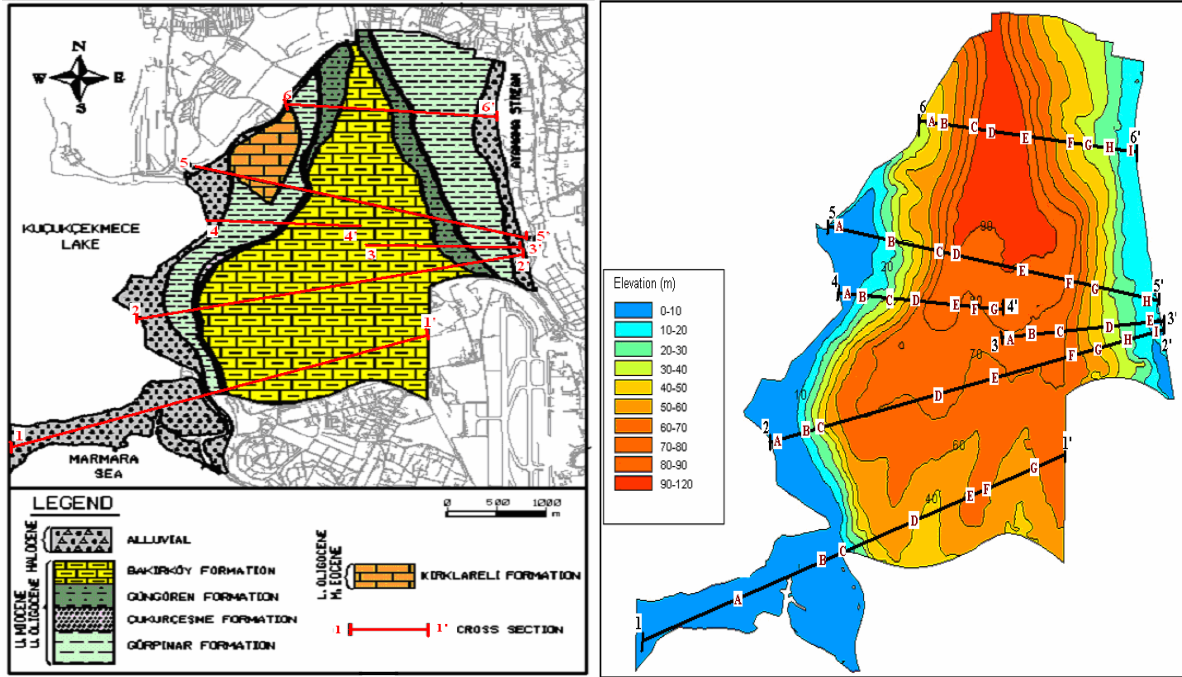 N
W E
S
6
6'
AYAMAMA STREAM
5
KUÇUKÇEKMECE
LAKE
4
4'
3
5'
3'
2'
2
1'
1
MARMARA
SEA
LEGEND
0 500 1000
m
HALOCENE
ALLUVIAL
U. MIOCENE
U. OLIGOCENE
BAKIRKÖY FORMATION
GÜNGÖREN FORMATION
ÇUKURÇEŞME FORMATION
GÜRPINAR FORMATION
L. OLIGOCENE
M. EOCENE
KIRKLARELİ FORMATION
1 1' CROSS SECTION
6 A B C D E F G H I 6'
5 A B C D E F G H 5'
90
20
4 A B C D E F G 4'
3 A B C D E 3'
70
2 A B C D E F G H I 2'
10
60
40
1 A B C D E F G 1'
Elevation (m)
0-10
10-20
20-30
30-40
40-50
50-60
60-70
70-80
80-90
90-120